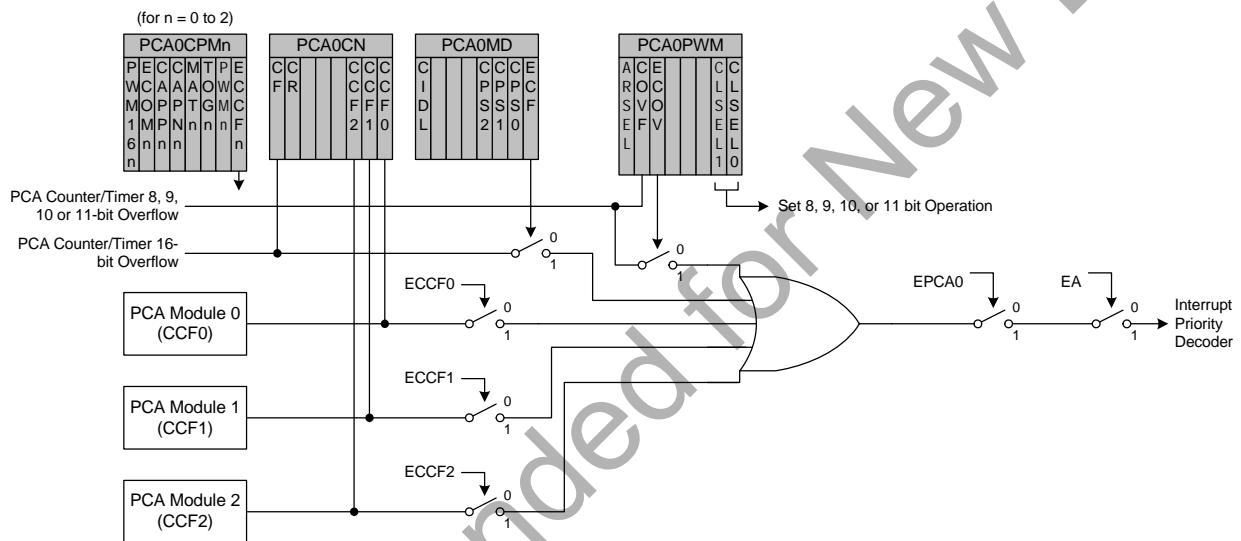 (for n = 0 to 2)
PCA0CPMn
PCA0CN
PCA0MD
PCA0PWM
PWM16n
ECOMn
CAPPn
CAPNn
MATn
TOGn
PWMn
ECCFn
CF
CR
CCF2
CCF1
CCF0
CIDL
CPS2
CPS1
CPS0
ECF
ARSEL
COVF
ECOV
CLSEL1
CLSEL0
PCA Counter/Timer 8, 9,
10 or 11-bit Overflow
Set 8, 9, 10, or 11 bit Operation
PCA Counter/Timer 16-
bit Overflow
0
1
0
1
PCA Module 0
(CCF0)
ECCF0
0
1
EPCA0
0
1
EA
0
1
Interrupt
Priority
Decoder
PCA Module 1
(CCF1)
ECCF1
0
1
PCA Module 2
(CCF2)
ECCF2
0
1
nded for New